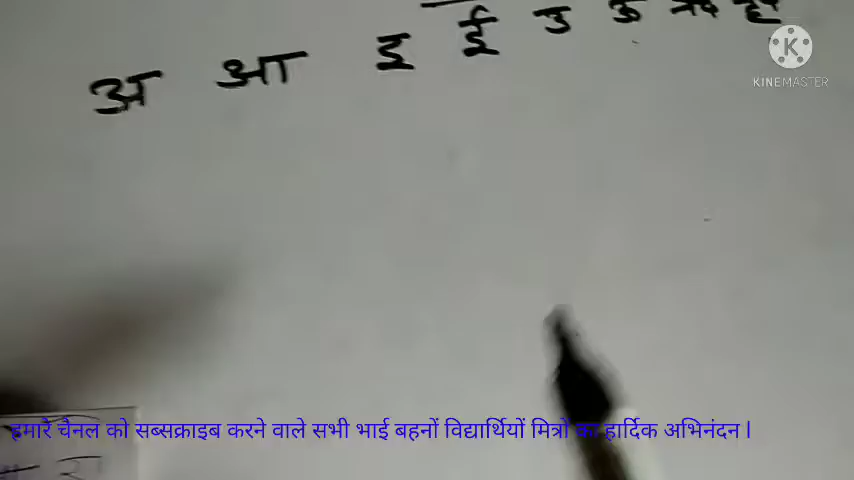 अ आ इ ई उ ऊ
KINEMASTER
हमारे चैनल को सब्सक्राइब करने वाले सभी भाई बहनों विद्यार्थियों मित्रों का हार्दिक अभिनंदन।